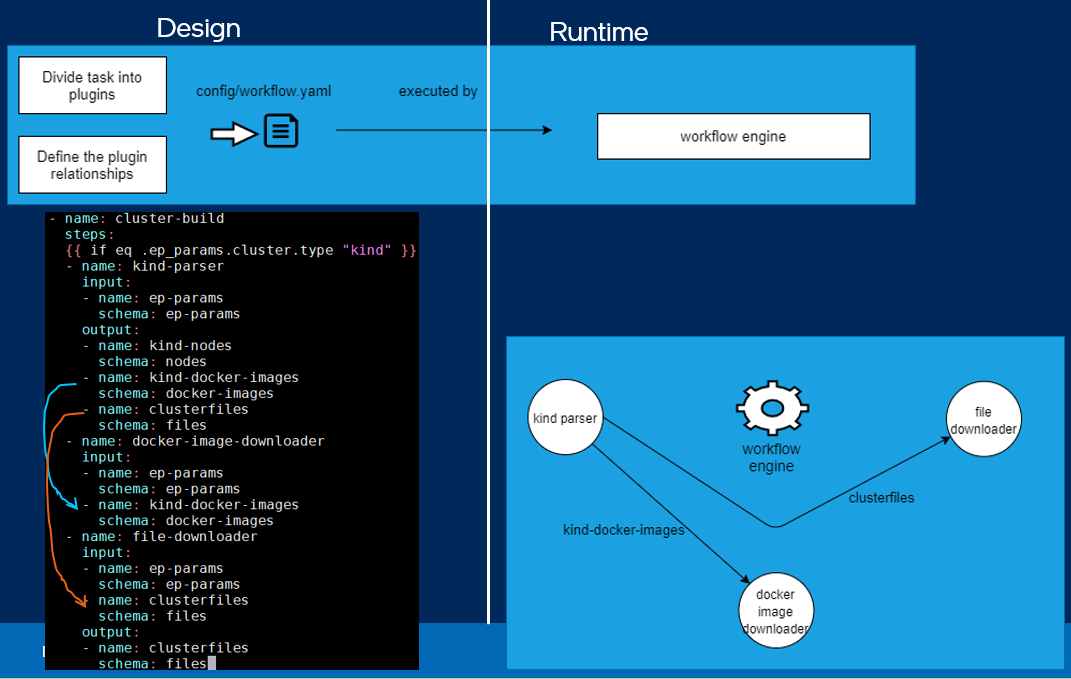 Design
Runtime
Divide task into
plugins
Define the plugin
relationships
config/workflow.yaml
executed by
workflow engine
- name: cluster-build
steps:
{{ if eq .ep_params.cluster.type "kind" }}
- name: kind-parser
input:
- name: ep-params
schema: ep-params
output:
- name: kind-nodes
schema: nodes
- name: kind-docker-images
schema: docker-images
- name: clusterfiles
schema: files
- name: docker-image-downloader
input:
- name: ep-params
schema: ep-params
- name: kind-docker-images
schema: docker-images
- name: file-downloader
input:
- name: ep-params
schema: ep-params
- name: clusterfiles
schema: files
output:
- name: clusterfiles
schema: files
kind parser
workflow
engine
file
downloader
clusterfiles
kind-docker-images
docker
image
downloader